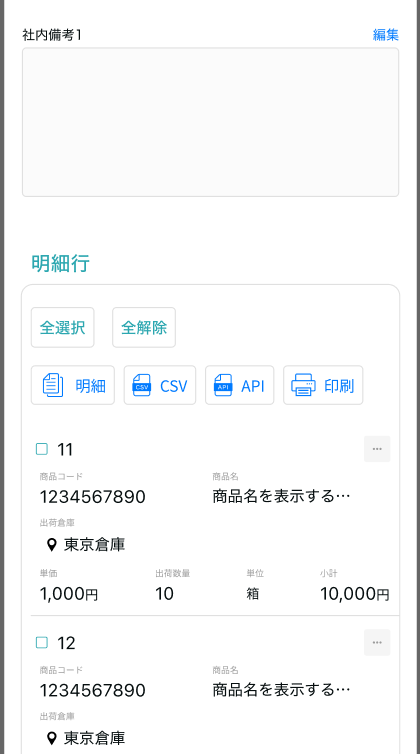 社内備考1 編集
明細行
全選択 全解除
明細 CSV CSV API API 印刷
11 ···
商品コード 商品名
1234567890 商品名を表示する…
出荷倉庫
東京倉庫
単価 出荷数量 単位 小計
1,000円 10 箱 10,000円
12 ···
商品コード 商品名
1234567890 商品名を表示する…
出荷倉庫
東京倉庫